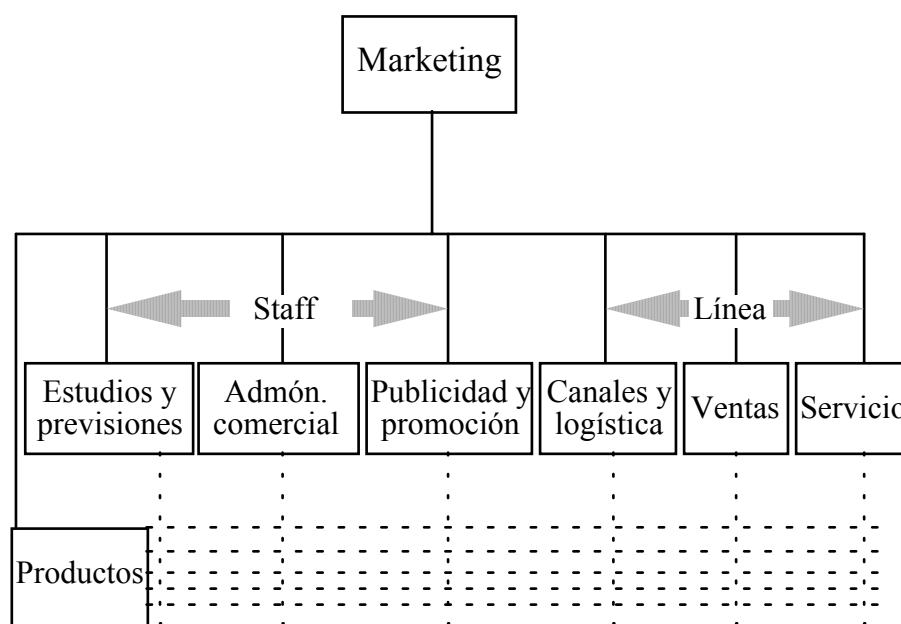 Marketing
Staff
Línea
Estudios y
previsiones
Admón.
comercial
Publicidad y
promoción
Canales y
logística
Ventas
Servicio
Productos